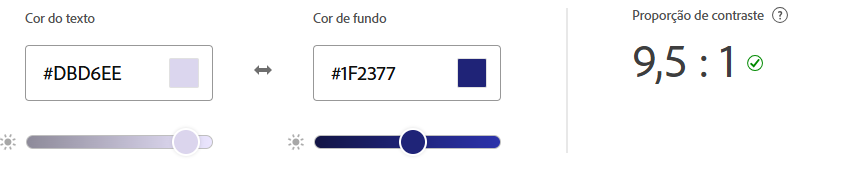 Cor do texto
Cor de fundo
Proporção de contraste ?
#DBD6EE
#1F2377
9,5 : 1